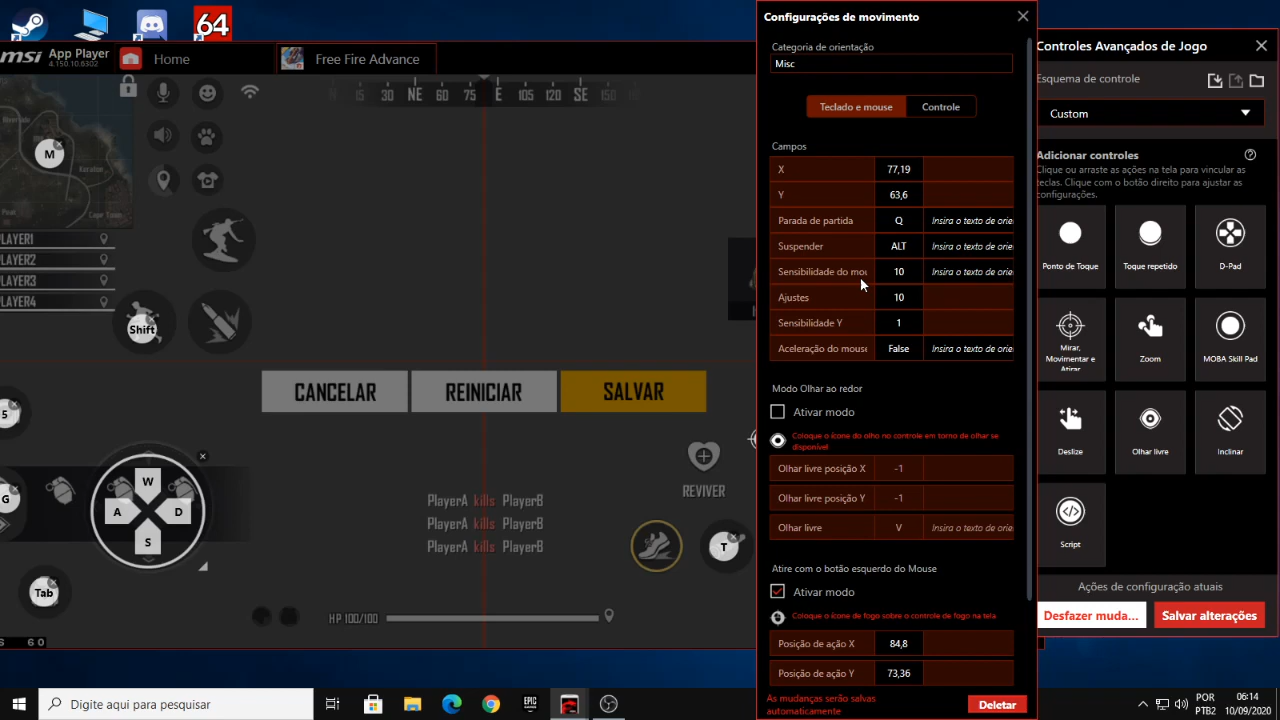 64
msi App Player
4.150.10.6302
Home
Free Fire Advance
15 30 NE 60 75 E 105 120 SE 150
M
PLAYER1
PLAYER2
PLAYER3
PLAYER4
Shift
5
CANCELAR
REINICIAR
SALVAR
REVIVER
G
W
A
D
S
PlayerA kills PlayerB
PlayerA kills PlayerB
PlayerA kills PlayerB
T
Tab
HP 100/100
Configurações de movimento
Categoria de orientação
Misc
Teclado e mouse
Controle
Campos
X 77,19
Y 63,6
Parada de partida Q Insira o texto de orie
Suspender ALT Insira o texto de orie
Sensibilidade do mou 10 Insira o texto de orie
Ajustes 10
Sensibilidade Y 1
Aceleração do mouse False Insira o texto de orie
Modo Olhar ao redor
Ativar modo
Coloque o ícone do olho no controle em torno de olhar se
disponível
Olhar livre posição X -1
Olhar livre posição Y -1
Olhar livre V Insira o texto de orie
Atire com o botão esquerdo do Mouse
Ativar modo
Coloque o ícone de fogo sobre o controle de fogo na tela
Posição de ação X 84,8
Posição de ação Y 73,36
As mudanças serão salvas
automaticamente
Deletar
Controles Avançados de Jogo
Esquema de controle
Custom
Adicionar controles
Clique ou arraste as ações na tela para vincular as
teclas. Clique com o botão direito para ajustar as
configurações.
Ponto de Toque
Toque repetido
D-Pad
Mirar,
Movimentar e
Atirar
Zoom
MOBA Skill Pad
Deslize
Olhar livre
Inclinar
Script
Ações de configuração atuais
Desfazer muda...
Salvar alterações
Digite aqui para pesquisar
EPIC
POR
PTB2
06:14